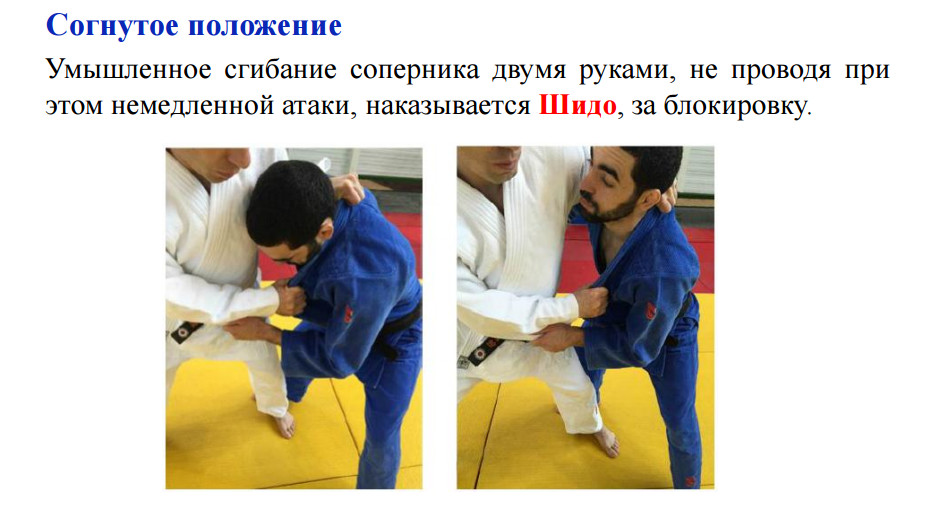 Согнутое положение
Умышленное сгибание соперника двумя руками, не проводя при
этом немедленной атаки, наказывается Шидо, за блокировку.